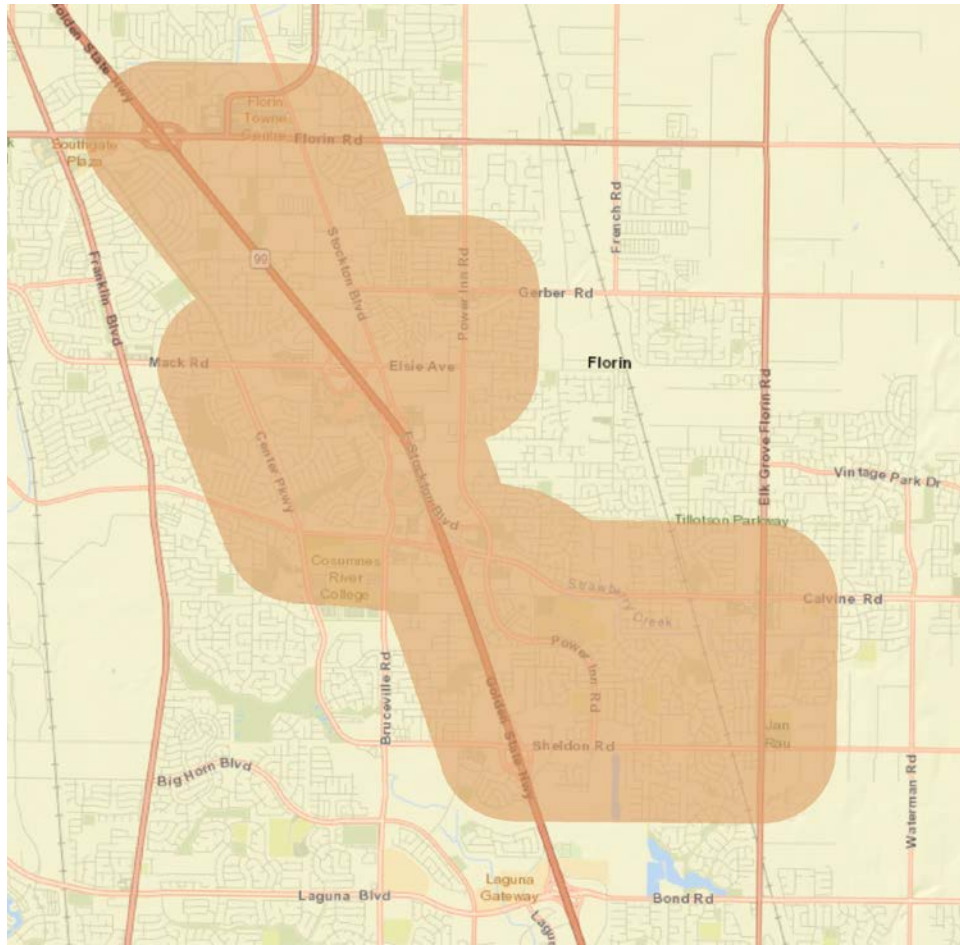 Golden State Hwy
Florin
Towne
Centre
Florin Rd
Southgate
Plaza
k
French Rd
Stockton Blvd
Power Inn Rd
99
Franklin Blvd
Gerber Rd
Mack Rd
Elsie Ave
Florin
Elk Grove Florin Rd
Center Pkwy
E Stockton Blvd
Vintage Park Dr
Tillotson Parkway
Cosumnes
River
College
Strawberry Creek
Calvine Rd
Power Inn Rd
Bruceville Rd
Golden State Hwy
Jan
Rau
Sheldon Rd
Big Horn Blvd
Waterman Rd
Laguna
Gateway
Laguna Blvd
Bond Rd
Lagun